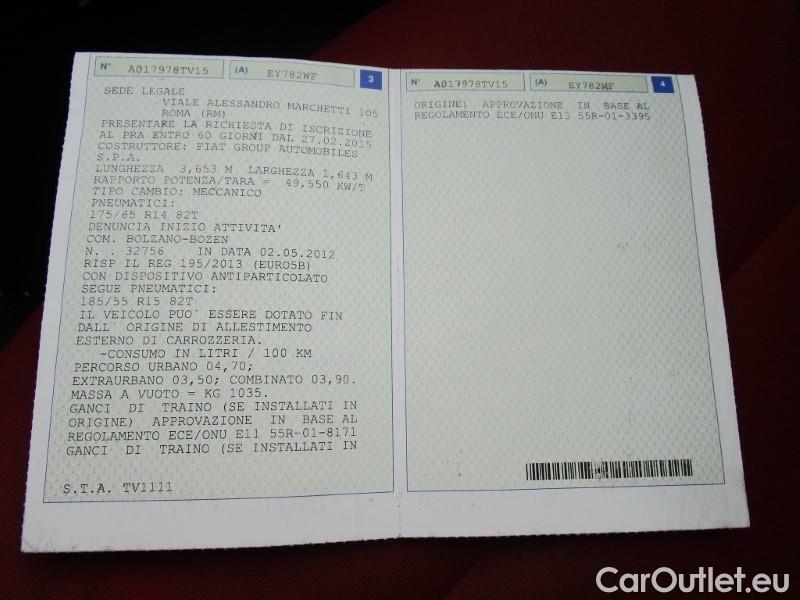 N° A017978TV15 (A) EY782WF 3
SEDE LEGALE
VIALE ALESSANDRO MARCHETTI 105
ROMA (RM)
PRESENTARE LA RICHIESTA DI ISCRIZIONE
AL PRA ENTRO 60 GIORNI DAL 27.02.2015
COSTRUTTORE: FIAT GROUP AUTOMOBILES
S.P.A.
LUNGHEZZA 3,653 M LARGHEZZA 1,643 M
RAPPORTO POTENZA/TARA = 49,550 KW/T
TIPO CAMBIO: MECCANICO
PNEUMATICI:
175/65 R14 82T
DENUNCIA INIZIO ATTIVITA'
COM. BOLZANO-BOZEN
N. . 32756 IN DATA 02.05.2012
RISP IL REG 195/2013 (EURO5B)
CON DISPOSITIVO ANTIPARTICOLATO
SEGUE PNEUMATICI:
185/55 R15 82T
IL VEICOLO PUO' ESSERE DOTATO FIN
DALL' ORIGINE DI ALLESTIMENTO
ESTERNO DI CARROZZERIA.
-CONSUMO IN LITRI / 100 KM
PERCORSO URBANO 04,70;
EXTRAURBANO 03,50; COMBINATO 03,90.
MASSA A VUOTO = KG 1035.
GANCI DI TRAINO (SE INSTALLATI IN
ORIGINE) APPROVAZIONE IN BASE AL
REGOLAMENTO ECE/ONU E11 55R-01-8171
GANCI DI TRAINO (SE INSTALLATI IN
S.T.A. TV1111
N° A017978TV15 (A) EY782WF 4
ORIGINE) APPROVAZIONE IN BASE AL
REGOLAMENTO ECE/ONU E13 55R-01-3395
CarOutlet.eu